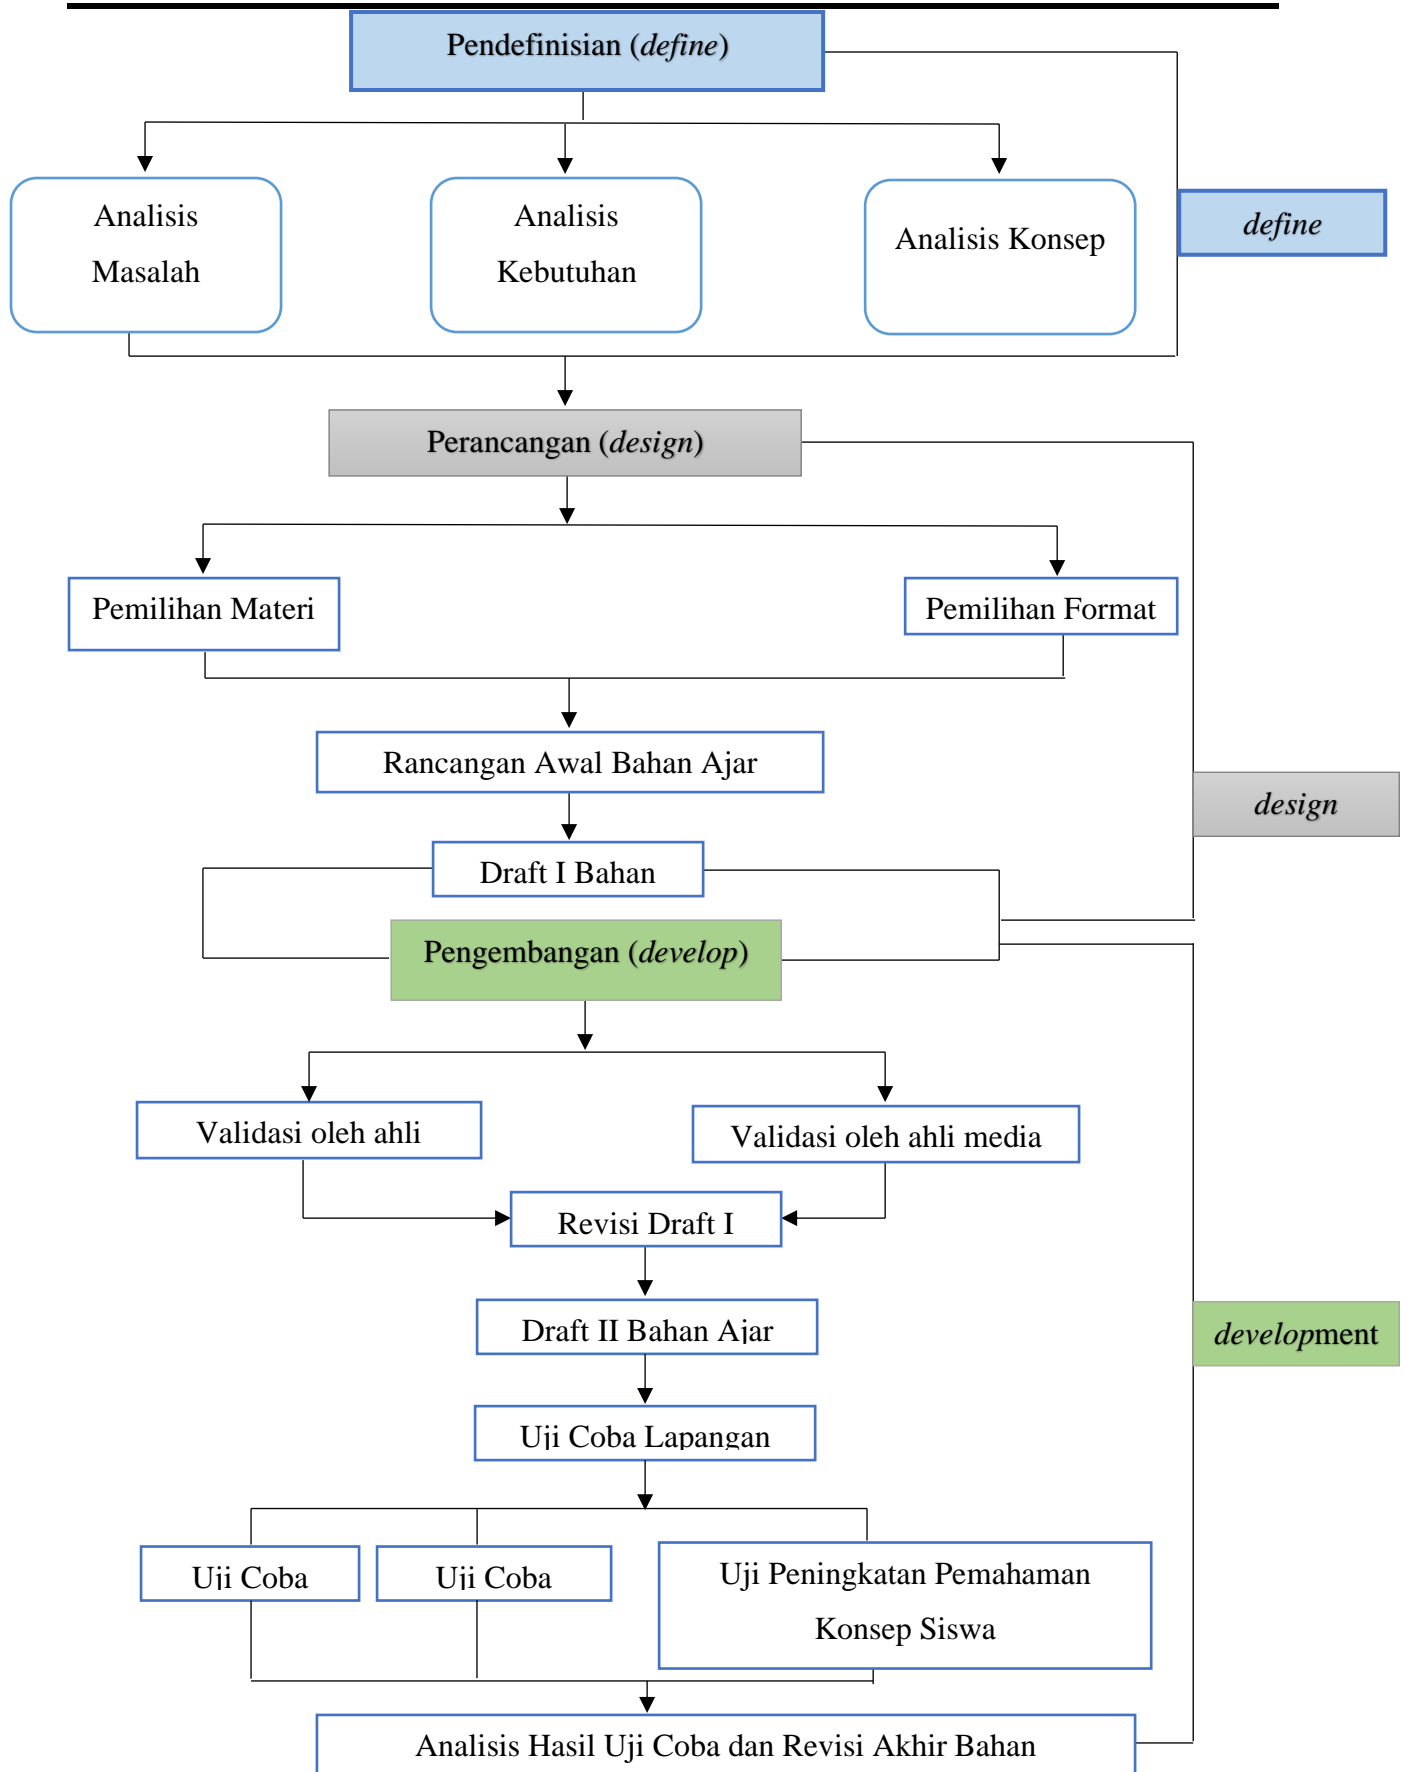 Pendefinisian (define)
Analisis
Masalah
Analisis
Kebutuhan
Analisis Konsep
define
Perancangan (design)
Pemilihan Materi
Pemilihan Format
Rancangan Awal Bahan Ajar
design
Draft I Bahan
Pengembangan (develop)
Validasi oleh ahli
Validasi oleh ahli media
Revisi Draft I
Draft II Bahan Ajar
development
Uji Coba Lapangan
Uji Coba
Uji Coba
Uji Peningkatan Pemahaman
Konsep Siswa
Analisis Hasil Uji Coba dan Revisi Akhir Bahan